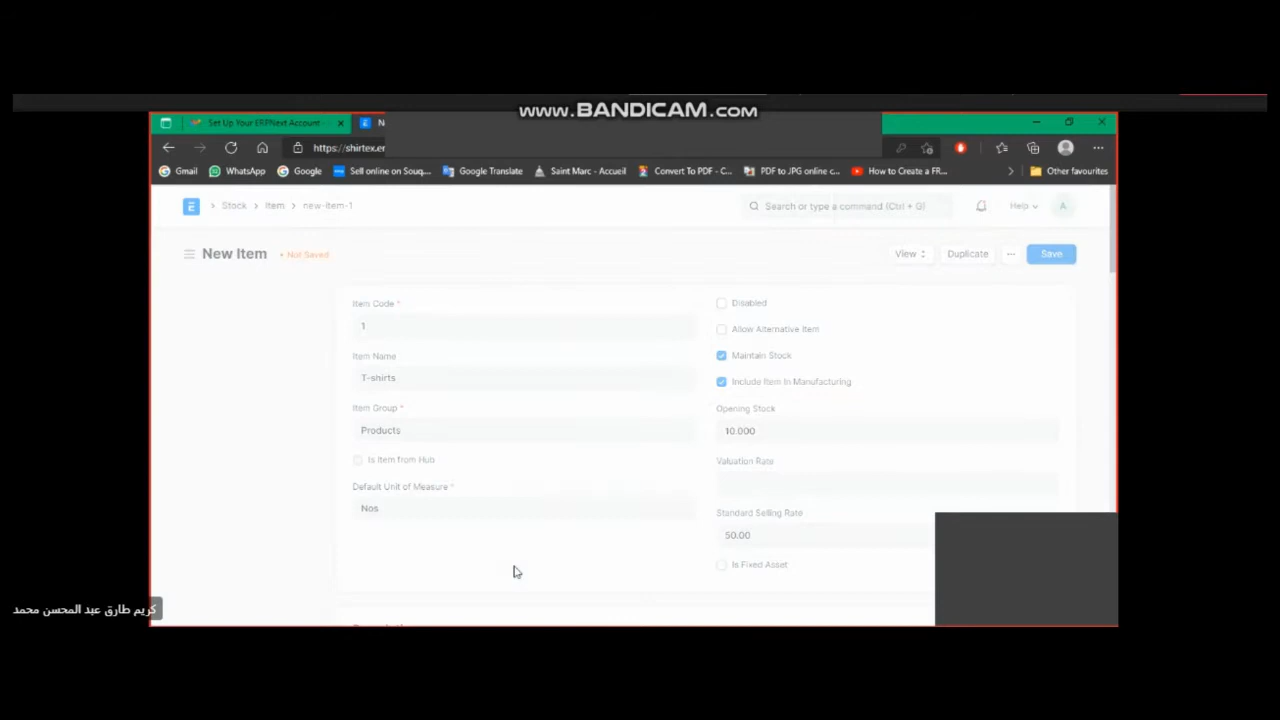 www.BANDICAM.com
Set Up Your ERPNext Account -
N
https://shirtex.er
Gmail WhatsApp Google Sell online on Souq,... Google Translate Saint Marc - Accueil Convert To PDF - C... PDF to JPG online c... How to Create a FR... Other favourites
E Stock Item new-item-1 Search or type a command (Ctrl + G) Help A
New Item • Not Saved View Duplicate ... Save
Item Code *
1
Item Name
T-shirts
Item Group *
Products
Is Item from Hub
Default Unit of Measure *
Nos
Disabled
Allow Alternative Item
Maintain Stock
Include Item In Manufacturing
Opening Stock
10.000
Valuation Rate
Standard Selling Rate
50.00
Is Fixed Asset
كريم طارق عبد المحسن محمد